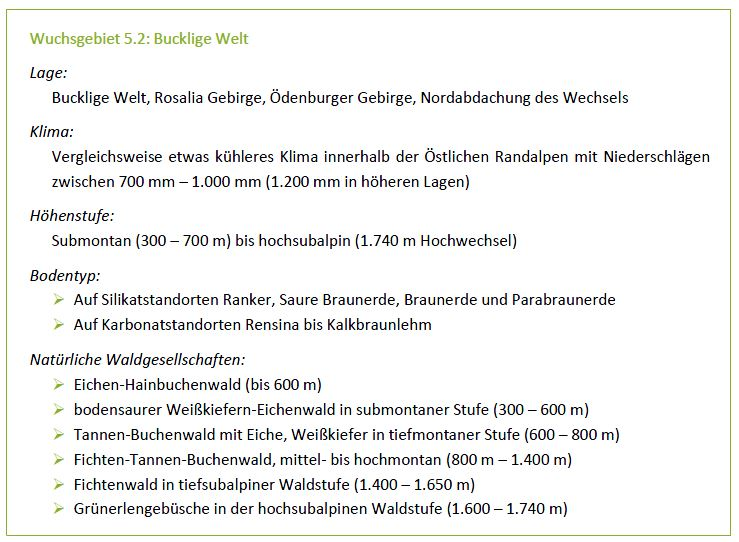 Wuchsgebiet 5.2: Bucklige Welt
Lage:
Bucklige Welt, Rosalia Gebirge, Ödenburger Gebirge, Nordabdachung des Wechsels
Klima:
Vergleichsweise etwas kühleres Klima innerhalb der Östlichen Randalpen mit Niederschlägen
zwischen 700 mm – 1.000 mm (1.200 mm in höheren Lagen)
Höhenstufe:
Submontan (300 – 700 m) bis hochsubalpin (1.740 m Hochwechsel)
Bodentyp:
Auf Silikatstandorten Ranker, Saure Braunerde, Braunerde und Parabraunerde
Auf Karbonatstandorten Rensina bis Kalkbraunlehm
Natürliche Waldgesellschaften:
Eichen-Hainbuchenwald (bis 600 m)
bodensaurer Weißkiefern-Eichenwald in submontaner Stufe (300 – 600 m)
Tannen-Buchenwald mit Eiche, Weißkiefer in tiefmontaner Stufe (600 – 800 m)
Fichten-Tannen-Buchenwald, mittel- bis hochmontan (800 m – 1.400 m)
Fichtenwald in tiefsubalpiner Waldstufe (1.400 – 1.650 m)
Grünerlengebüsche in der hochsubalpinen Waldstufe (1.600 – 1.740 m)